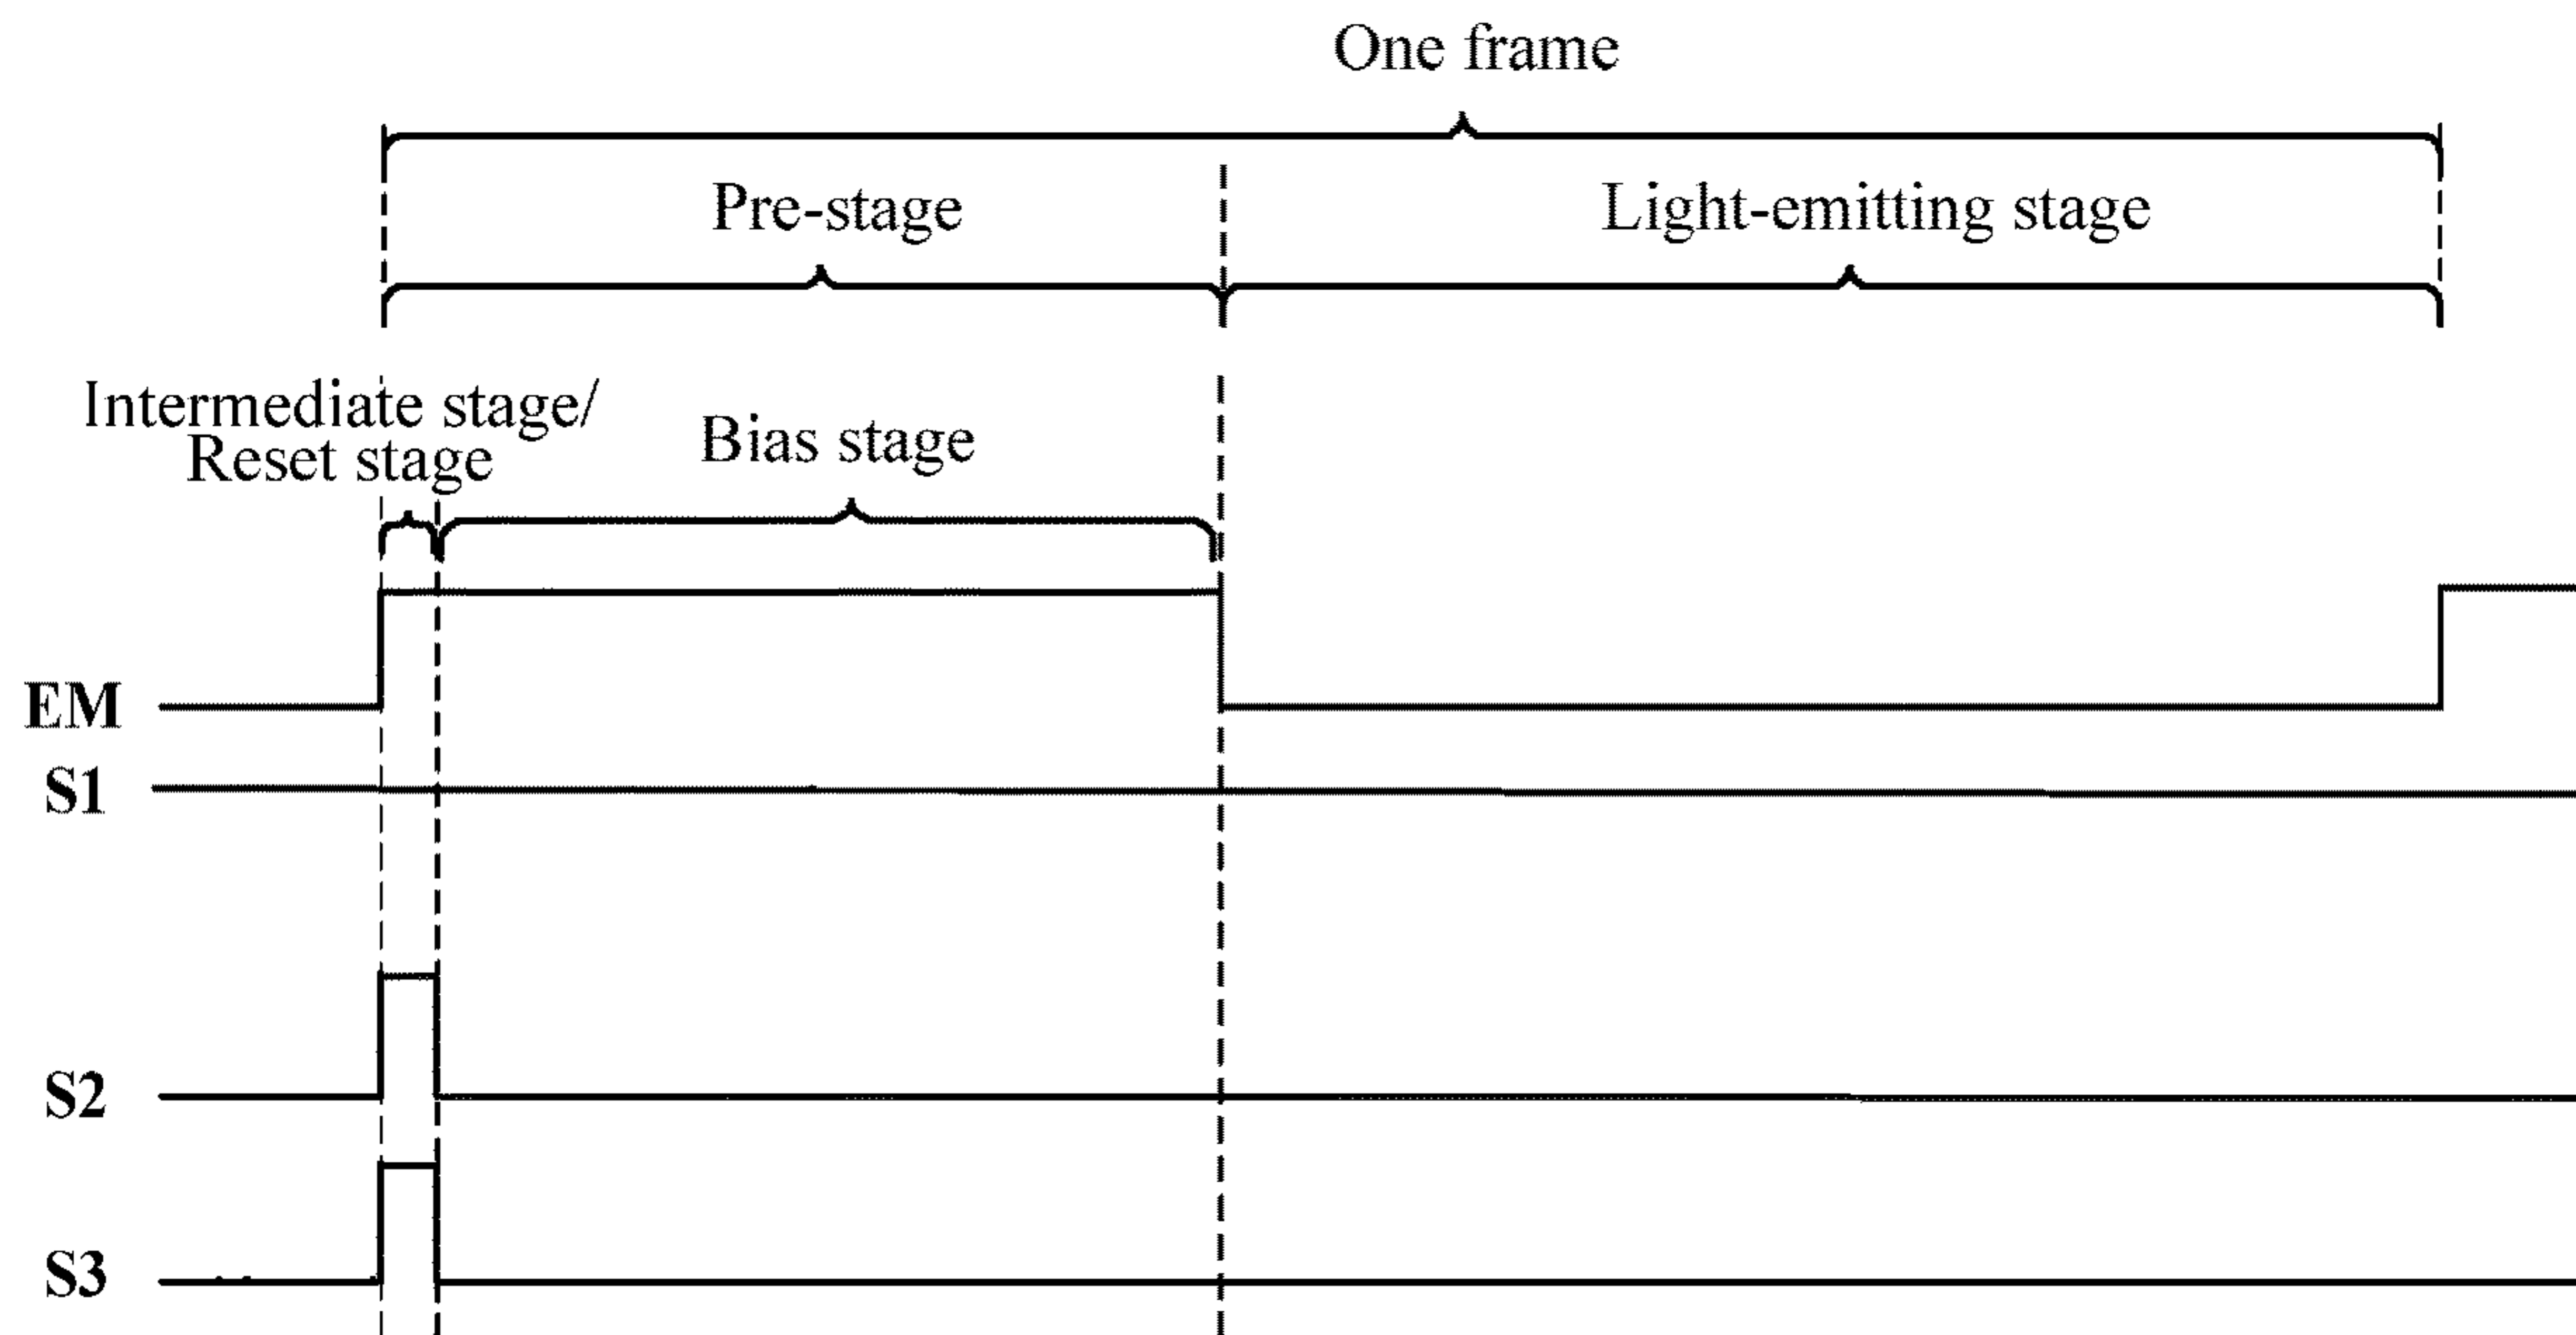 One frame
Pre-stage
Light-emitting stage
Intermediate stage/
Reset stage
Bias stage
EM
S1
S2
S3